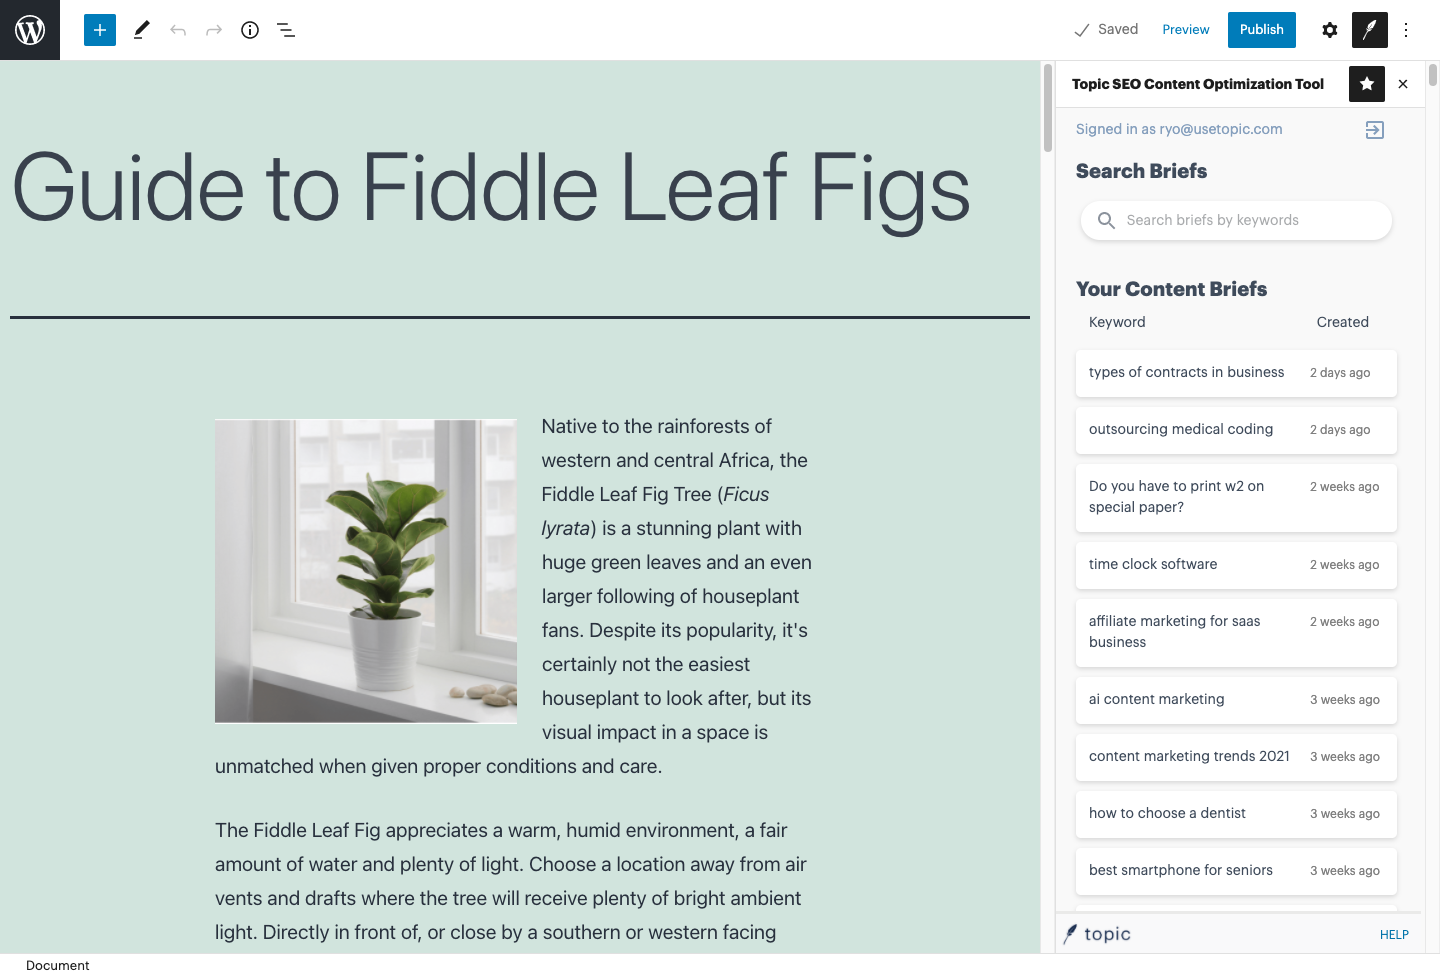 Saved
Preview
Publish
Topic SEO Content Optimization Tool
Signed in as ryo@usetopic.com
Search Briefs
Search briefs by keywords
Your Content Briefs
Keyword Created
types of contracts in business 2 days ago
outsourcing medical coding 2 days ago
Do you have to print w2 on 2 weeks ago
special paper?
time clock software 2 weeks ago
affiliate marketing for saas 2 weeks ago
business
ai content marketing 3 weeks ago
content marketing trends 2021 3 weeks ago
how to choose a dentist 3 weeks ago
best smartphone for seniors 3 weeks ago
topic
HELP
Guide to Fiddle Leaf Figs
Native to the rainforests of
western and central Africa, the
Fiddle Leaf Fig Tree (Ficus
lyrata) is a stunning plant with
huge green leaves and an even
larger following of houseplant
fans. Despite its popularity, it's
certainly not the easiest
houseplant to look after, but its
visual impact in a space is
unmatched when given proper conditions and care.
The Fiddle Leaf Fig appreciates a warm, humid environment, a fair
amount of water and plenty of light. Choose a location away from air
vents and drafts where the tree will receive plenty of bright ambient
light. Directly in front of, or close by a southern or western facing
Document